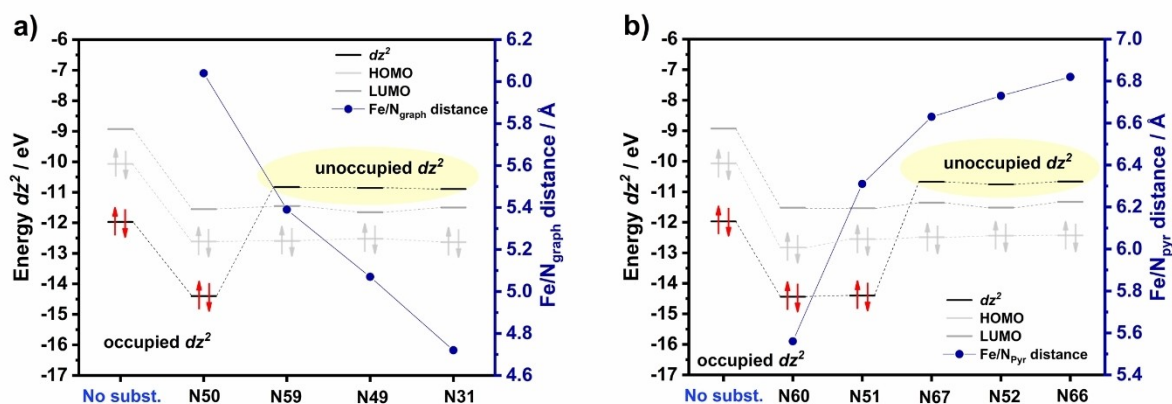 a)
Energy dz² / eV
-6
-7
-8
-9
-10
-11
-12
-13
-14
-15
-16
-17
dz²
HOMO
LUMO
Fe/Ngraph distance
unoccupied dz²
occupied dz²
No subst. N50 N59 N49 N31
6.2
6.0
5.8
5.6
5.4
5.2
5.0
4.8
4.6
Fe/Ngraph distance / Å
b)
Energy dz² / eV
-6
-7
-8
-9
-10
-11
-12
-13
-14
-15
-16
-17
unoccupied dz²
dz²
HOMO
LUMO
Fe/NPyr distance
occupied dz²
No subst. N60 N51 N67 N52 N66
7.0
6.8
6.6
6.4
6.2
6.0
5.8
5.6
5.4
Fe/Npyr distance / Å